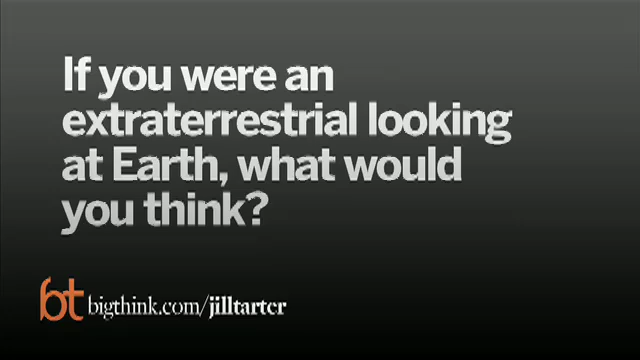 If you were an
extraterrestrial looking
at Earth, what would
you think?
bt bigthink.com/jilltarter